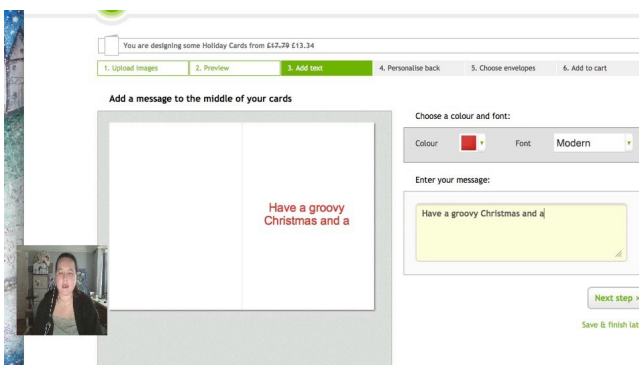 You are designing some Holiday Cards from £17.79 £13.34
1. Upload images 2. Preview 3. Add text 4. Personalise back 5. Choose envelopes 6. Add to cart
Add a message to the middle of your cards
Choose a colour and font:
Colour Font Modern
Enter your message:
Have a groovy Christmas and a
Have a groovy
Christmas and a
Next step »
Save & finish lat